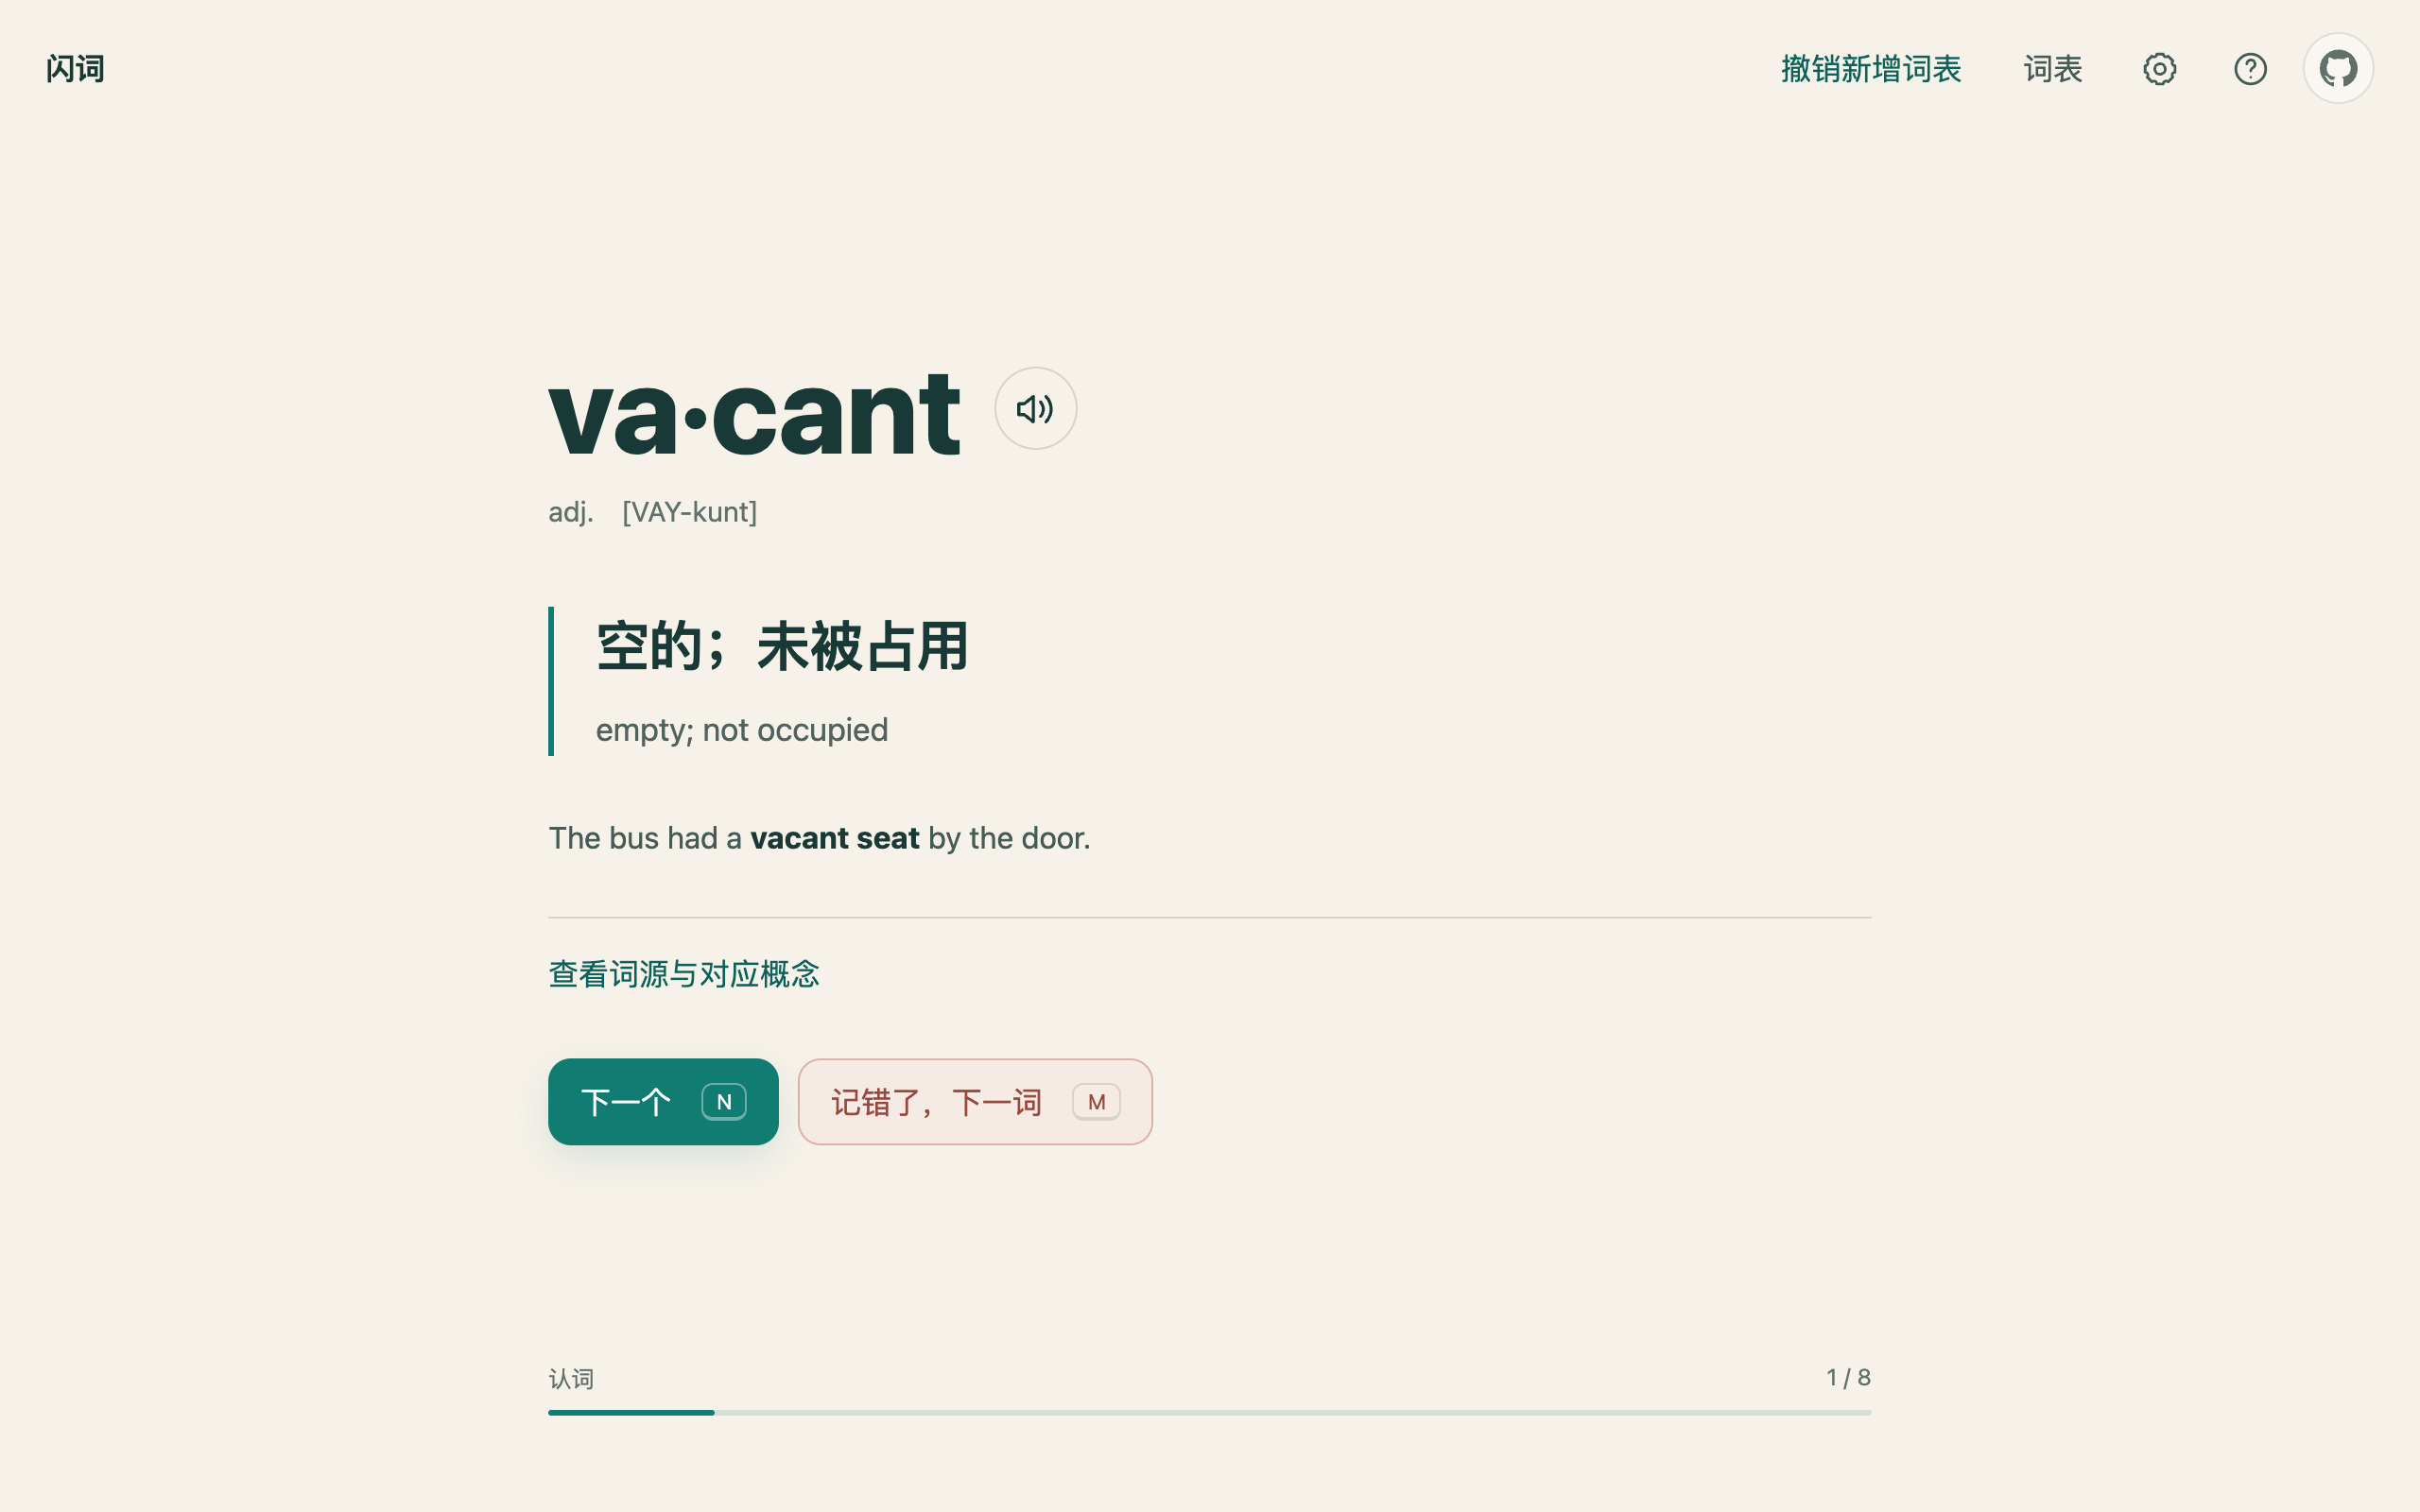 闪词
撤销新增词表 词表
va·cant
adj. [VAY-kunt]
空的；未被占用
empty; not occupied
The bus had a vacant seat by the door.
查看词源与对应概念
下一个 N 记错了，下一词 M
认词 1 / 8